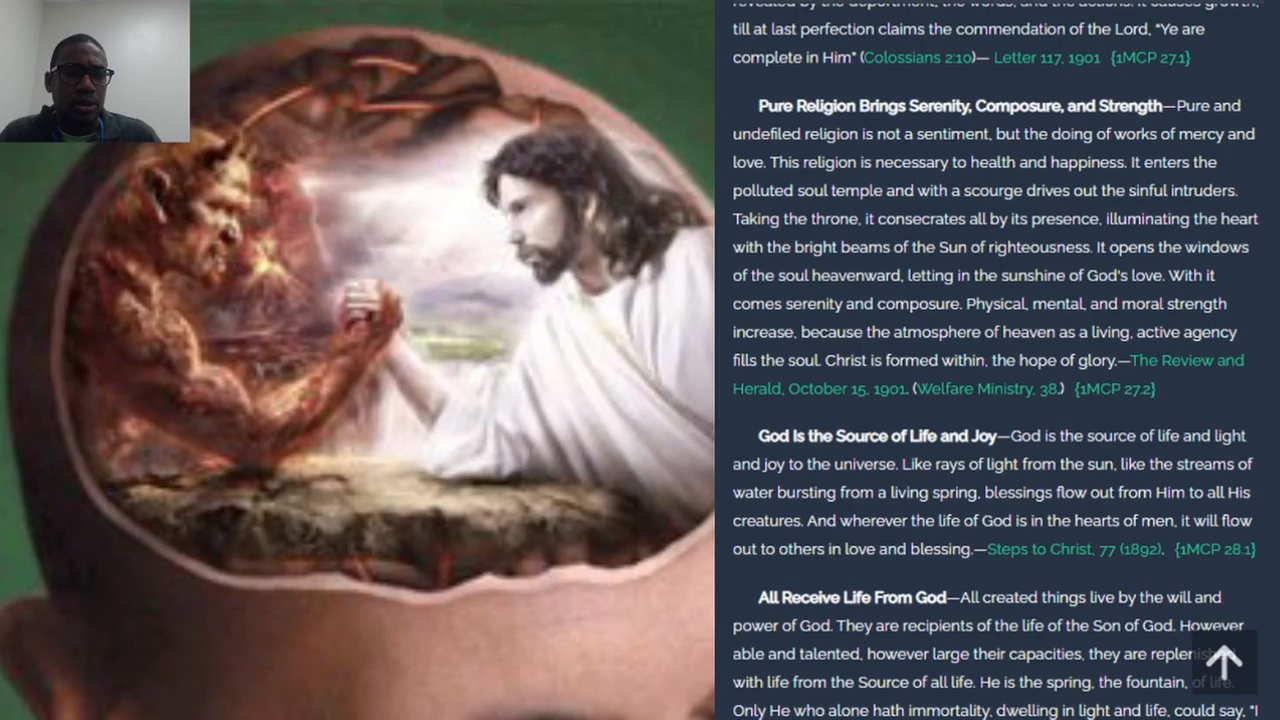 till at last perfection claims the commendation of the Lord, "Ye are
complete in Him" (Colossians 2:10)— Letter 117, 1901 {1MCP 27.1}
Pure Religion Brings Serenity, Composure, and Strength—Pure and
undefiled religion is not a sentiment, but the doing of works of mercy and
love. This religion is necessary to health and happiness. It enters the
polluted soul temple and with a scourge drives out the sinful intruders.
Taking the throne, it consecrates all by its presence, illuminating the heart
with the bright beams of the Sun of righteousness. It opens the windows
of the soul heavenward, letting in the sunshine of God's love. With it
comes serenity and composure. Physical, mental, and moral strength
increase, because the atmosphere of heaven as a living, active agency
fills the soul. Christ is formed within, the hope of glory.—The Review and
Herald, October 15, 1901. (Welfare Ministry, 38.) {1MCP 27.2}
God Is the Source of Life and Joy—God is the source of life and light
and joy to the universe. Like rays of light from the sun, like the streams of
water bursting from a living spring, blessings flow out from Him to all His
creatures. And wherever the life of God is in the hearts of men, it will flow
out to others in love and blessing.—Steps to Christ, 77 (1892). {1MCP 28.1}
All Receive Life From God—All created things live by the will and
power of God. They are recipients of the life of the Son of God. However
able and talented, however large their capacities, they are replenished
with life from the Source of all life. He is the spring, the fountain, of life.
Only He who alone hath immortality, dwelling in light and life, could say, "I